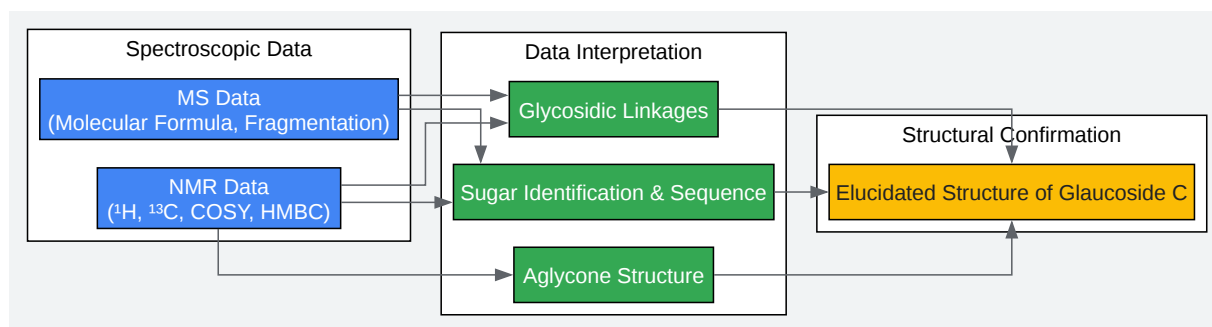 Spectroscopic Data
MS Data
(Molecular Formula, Fragmentation)
NMR Data
(¹H, ¹³C, COSY, HMBC)
Data Interpretation
Glycosidic Linkages
Sugar Identification & Sequence
Aglycone Structure
Structural Confirmation
Elucidated Structure of Glaucoside C